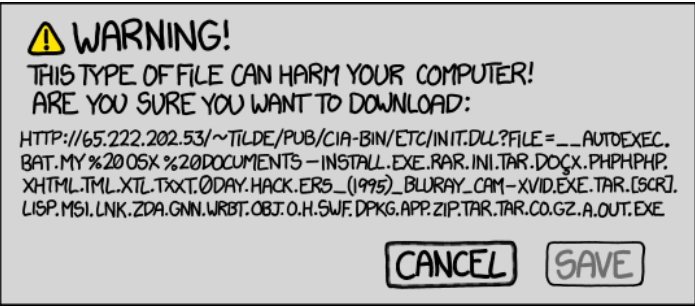 WARNING!
THIS TYPE OF FILE CAN HARM YOUR COMPUTER!
ARE YOU SURE YOU WANT TO DOWNLOAD:
HTTP://65.222.202.53/~TILDE/PUB/CIA-BIN/ETC/INIT.DLL?FILE=__AUTOEXEC.
BAT.MY%20OSX%20DOCUMENTS-INSTALL.EXE.RAR.INI.TAR.DOÇX.PHPHPHP.
XHTML.TML.XTL.TXXT.0DAY.HACK.ERS_(1995)_BLURAY_CAM-XVID.EXE.TAR.[SCR].
LISP.MSI.LNK.ZDA.GNN.WRBT.OBJ.O.H.SWF.DPKG.APP.ZIP.TAR.TAR.CO.GZ.A.OUT.EXE
CANCEL SAVE